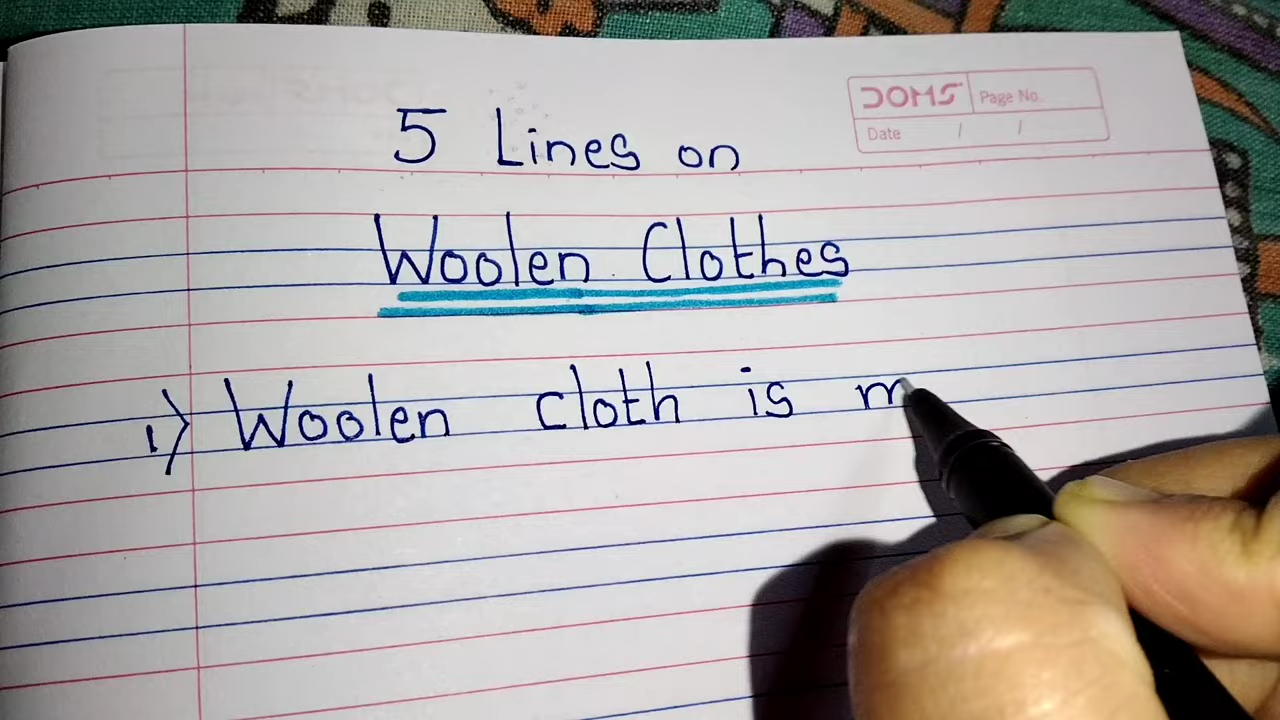 DOMS Page No.
Date / /
5 Lines on
Woolen Clothes
1) Woolen cloth is m